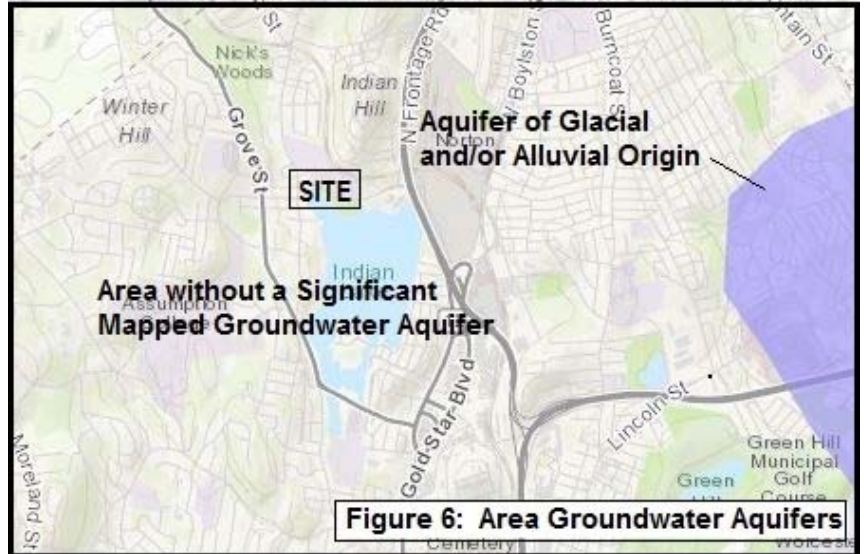 Nick's
Woods
Winter
Hill
Indian
Hill
N Frontage Rd
Boylston
Burncoat S
ntain St
Norton
Aquifer of Glacial
and/or Alluvial Origin
Grove St
SITE
Indian
Area without a Significant
Mapped Groundwater Aquifer
Assumption
Gold Star Blvd
Lincoln St
Moreland St
Green Hill
Municipal
Golf
Course
Green
Figure 6: Area Groundwater Aquifers
Cemetery